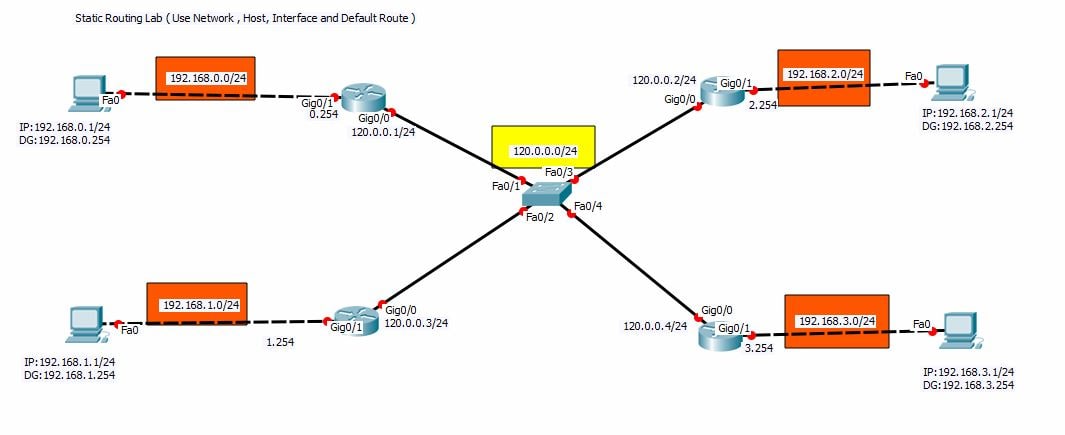 Static Routing Lab ( Use Network , Host, Interface and Default Route )
192.168.0.0/24
Fa0
Gig0/1
0.254
Gig0/0
120.0.0.1/24
IP:192.168.0.1/24
DG:192.168.0.254
120.0.0.2/24
Gig0/1
Gig0/0
2.254
192.168.2.0/24
Fa0
IP:192.168.2.1/24
DG:192.168.2.254
120.0.0.0/24
Fa0/3
Fa0/1
Fa0/4
Fa0/2
192.168.1.0/24
Fa0
Gig0/1
Gig0/0
120.0.0.3/24
1.254
IP:192.168.1.1/24
DG:192.168.1.254
Gig0/0
120.0.0.4/24
Gig0/1
3.254
192.168.3.0/24
Fa0
IP:192.168.3.1/24
DG:192.168.3.254